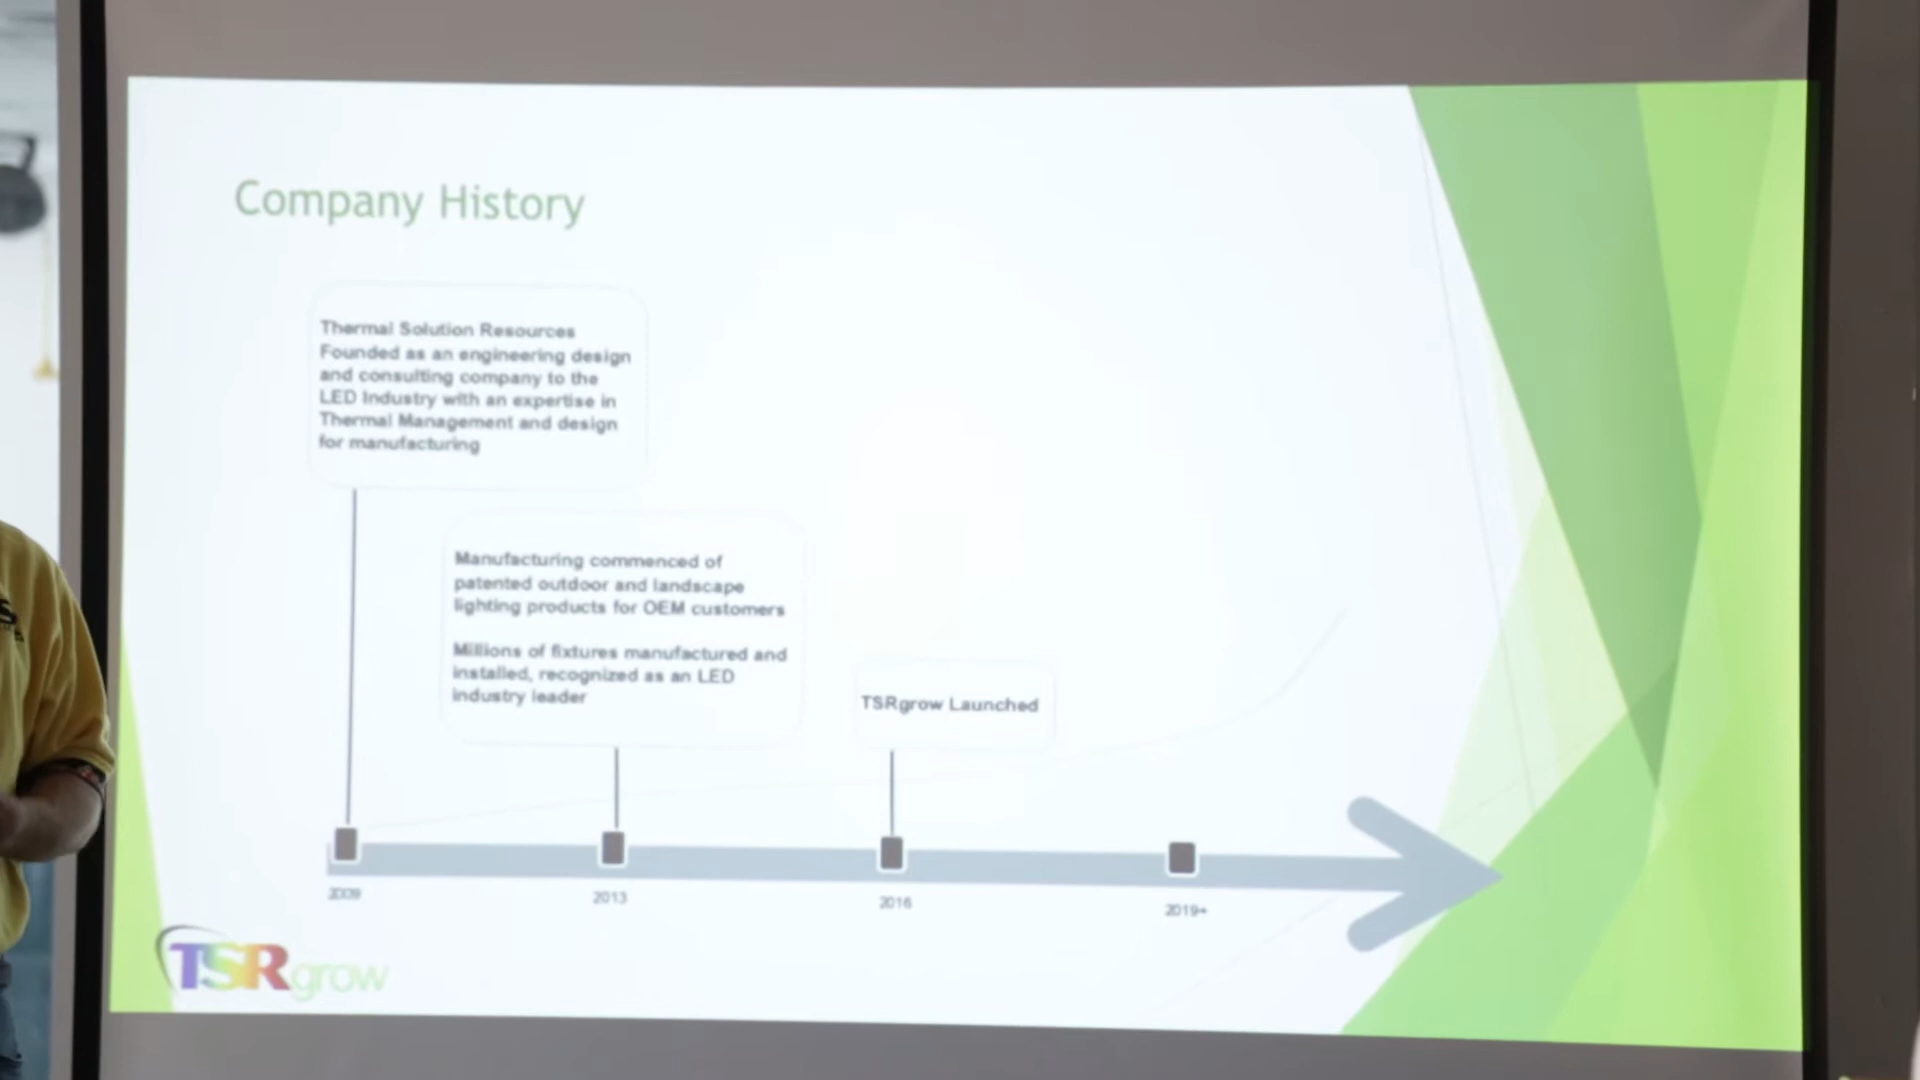 Company History
Thermal Solution Resources
Founded as an engineering design
and consulting company to the
LED Industry with an expertise in
Thermal Management and design
for manufacturing
Manufacturing commenced of
patented outdoor and landscape
lighting products for OEM customers
Millions of fixtures manufactured and
installed, recognized as an LED
industry leader
TSRgrow Launched
2009
2013
2016
2019+
TSRgrow